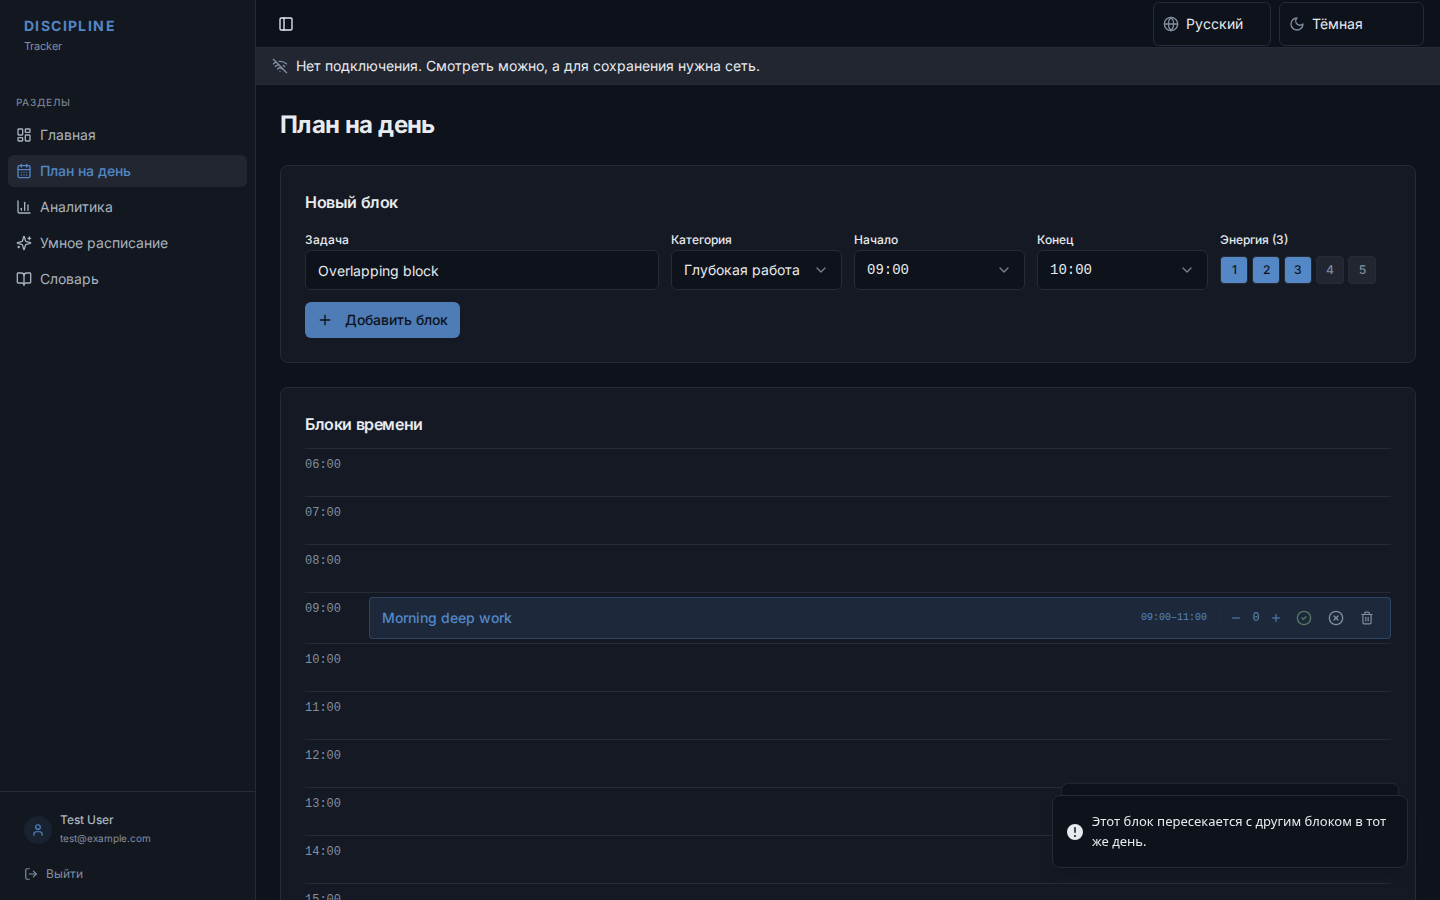 DISCIPLINE
Tracker
РАЗДЕЛЫ
Главная
План на день
Аналитика
Умное расписание
Словарь
Test User
test@example.com
Выйти
Русский
Тёмная
Нет подключения. Смотреть можно, а для сохранения нужна сеть.
План на день
Новый блок
Задача
Категория
Начало
Конец
Энергия (3)
Overlapping block
Глубокая работа
09:00
10:00
1 2 3 4 5
Добавить блок
Блоки времени
06:00
07:00
08:00
09:00
Morning deep work
09:00–11:00
0
10:00
11:00
12:00
13:00
14:00
15:00
Этот блок пересекается с другим блоком в тот
же день.